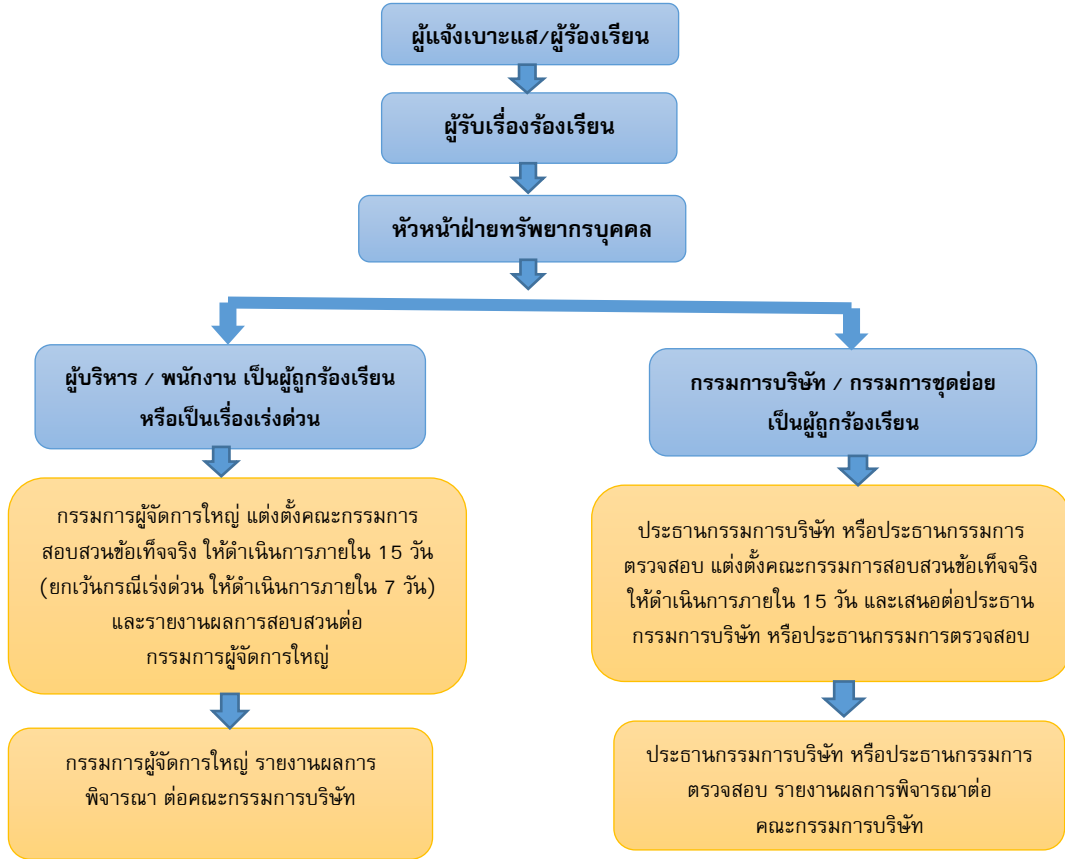 ผู้แจ้งเบาะแส/ผู้ร้องเรียน
ผู้รับเรื่องร้องเรียน
หัวหน้าฝ่ายทรัพยากรบุคคล
ผู้บริหาร / พนักงาน เป็นผู้ถูกร้องเรียน
หรือเป็นเรื่องเร่งด่วน
กรรมการผู้จัดการใหญ่ แต่งตั้งคณะกรรมการ
สอบสวนข้อเท็จจริง ให้ดำเนินการภายใน 15 วัน
(ยกเว้นกรณีเร่งด่วน ให้ดำเนินการภายใน 7 วัน)
และรายงานผลการสอบสวนต่อ
กรรมการผู้จัดการใหญ่
กรรมการผู้จัดการใหญ่ รายงานผลการ
พิจารณา ต่อคณะกรรมการบริษัท
กรรมการบริษัท / กรรมการชุดย่อย
เป็นผู้ถูกร้องเรียน
ประธานกรรมการบริษัท หรือประธานกรรมการ
ตรวจสอบ แต่งตั้งคณะกรรมการสอบสวนข้อเท็จจริง
ให้ดำเนินการภายใน 15 วัน และเสนอต่อประธาน
กรรมการบริษัท หรือประธานกรรมการตรวจสอบ
ประธานกรรมการบริษัท หรือประธานกรรมการ
ตรวจสอบ รายงานผลการพิจารณาต่อ
คณะกรรมการบริษัท